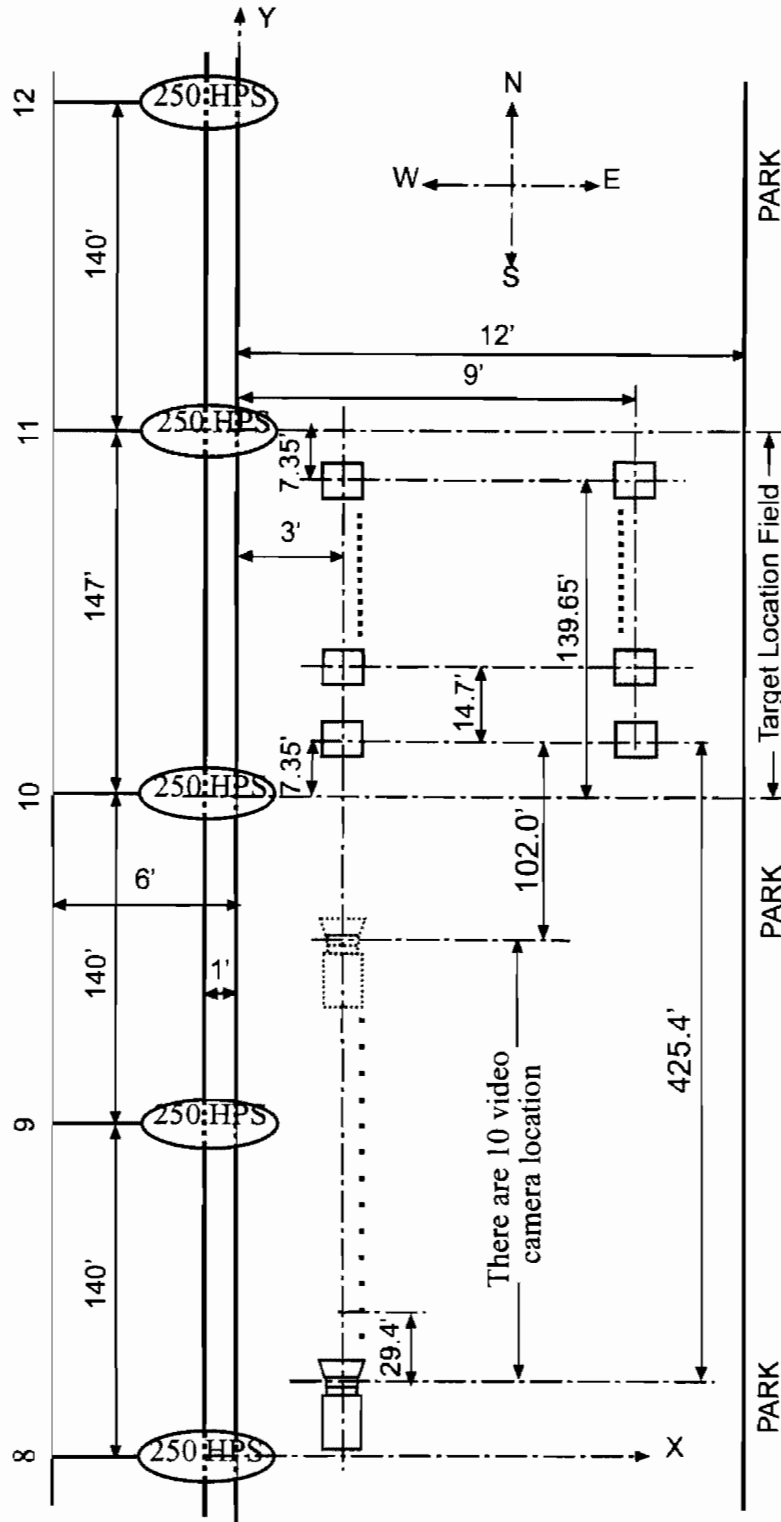 Y
12
250 HPS
N
W
E
S
PARK
140'
12'
9'
11
250 HPS
7.35'
3'
147'
139.65'
14.7'
Target Location Field
7.35'
10
250 HPS
102.0'
6'
PARK
140'
1'
There are 10 video
camera location
425.4'
9
250 HPS
140'
29.4'
8
250 HPS
X
PARK